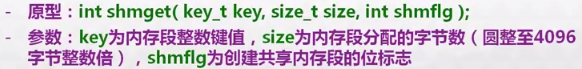 - 原型：int shmget( key_t key, size_t size, int shmflg );
- 参数：key为内存段整数键值，size为内存段分配的字节数（圆整至4096
字节整数倍），shmflg为创建共享内存段的位标志